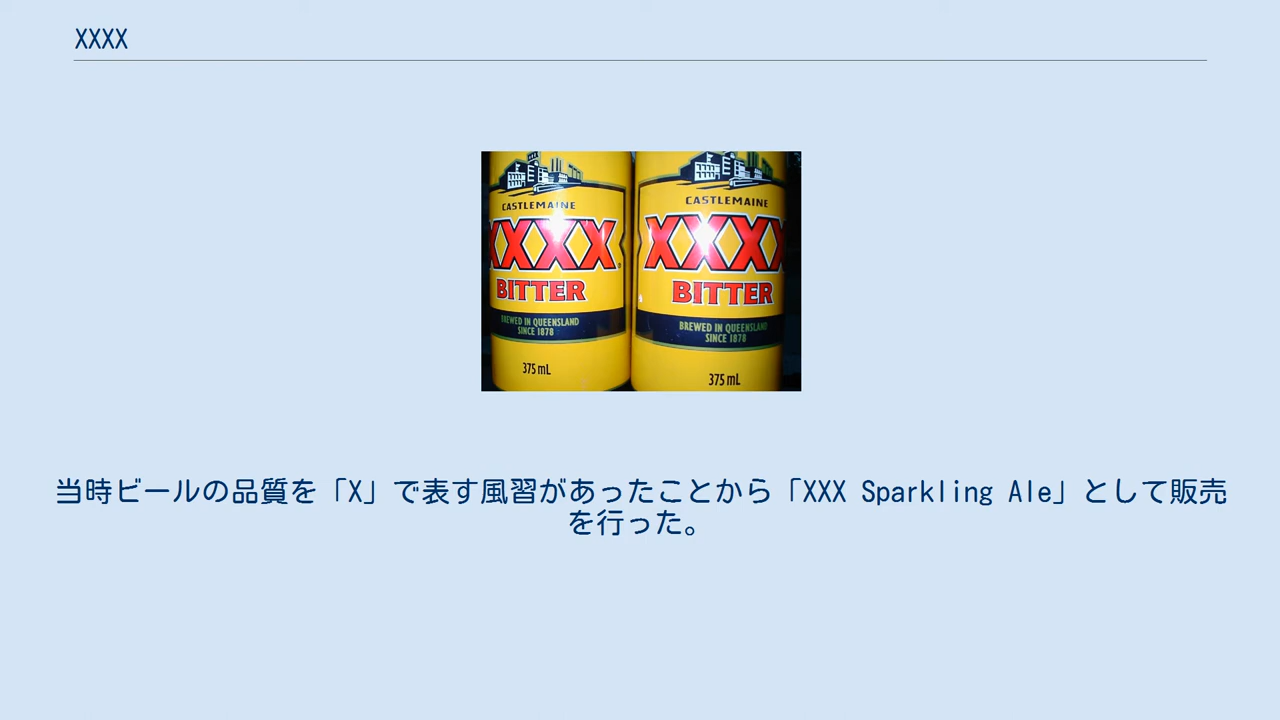 XXXX
CASTLEMAINE
XXXX
BITTER
BREWED IN QUEENSLAND
SINCE 1878
375 mL
CASTLEMAINE
XXXX
BITTER
BREWED IN QUEENSLAND
SINCE 1878
375 mL
当時ビールの品質を「X」で表す風習があったことから「XXX Sparkling Ale」として販売
を行った。